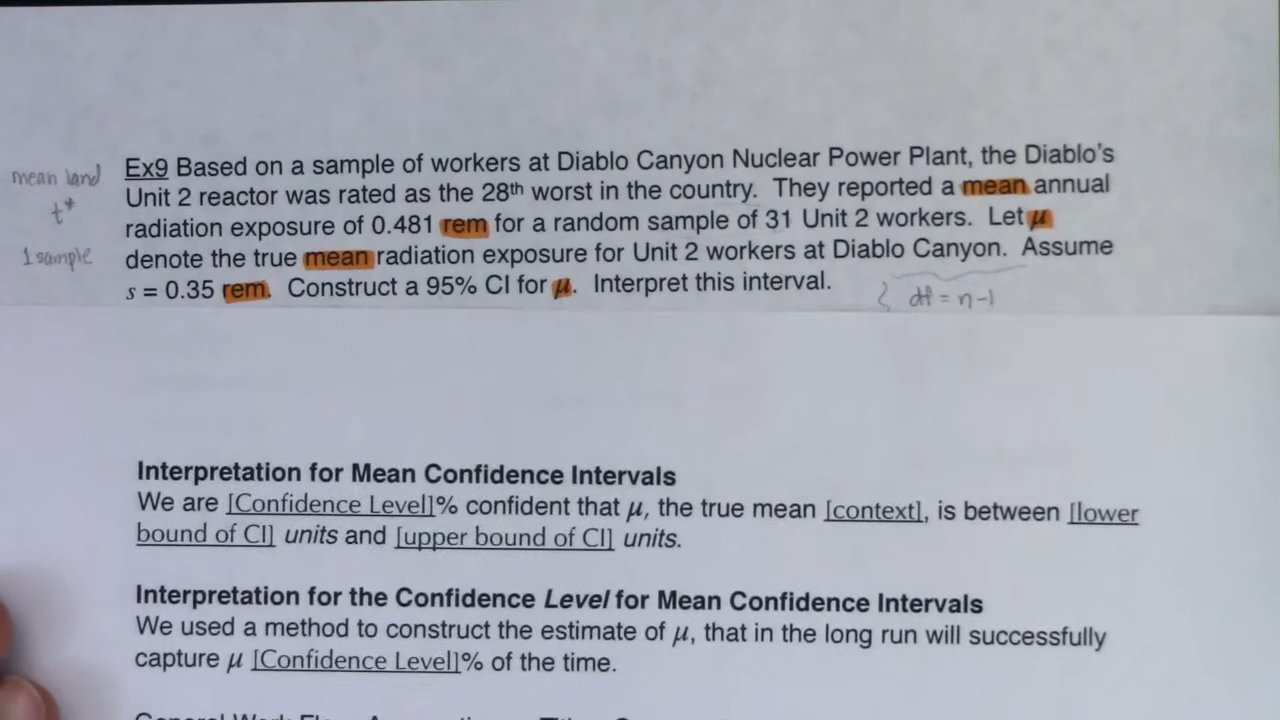 mean land
t*
1 sample
Ex9 Based on a sample of workers at Diablo Canyon Nuclear Power Plant, the Diablo's
Unit 2 reactor was rated as the 28th worst in the country. They reported a mean annual
radiation exposure of 0.481 rem for a random sample of 31 Unit 2 workers. Let μ
denote the true mean radiation exposure for Unit 2 workers at Diablo Canyon. Assume
s = 0.35 rem. Construct a 95% CI for μ. Interpret this interval.
df = n-1
Interpretation for Mean Confidence Intervals
We are [Confidence Level]% confident that μ, the true mean [context], is between [lower
bound of CI] units and [upper bound of CI] units.
Interpretation for the Confidence Level for Mean Confidence Intervals
We used a method to construct the estimate of μ, that in the long run will successfully
capture μ [Confidence Level]% of the time.